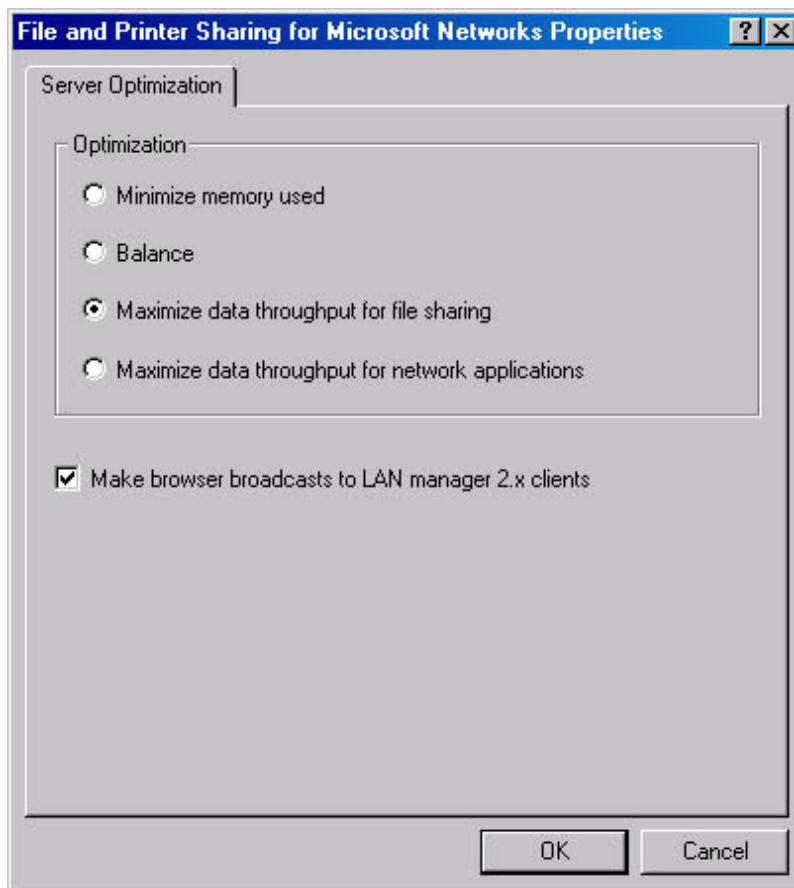 File and Printer Sharing for Microsoft Networks Properties
Server Optimization
Optimization
Minimize memory used
Balance
Maximize data throughput for file sharing
Maximize data throughput for network applications
Make browser broadcasts to LAN manager 2.x clients
OK Cancel